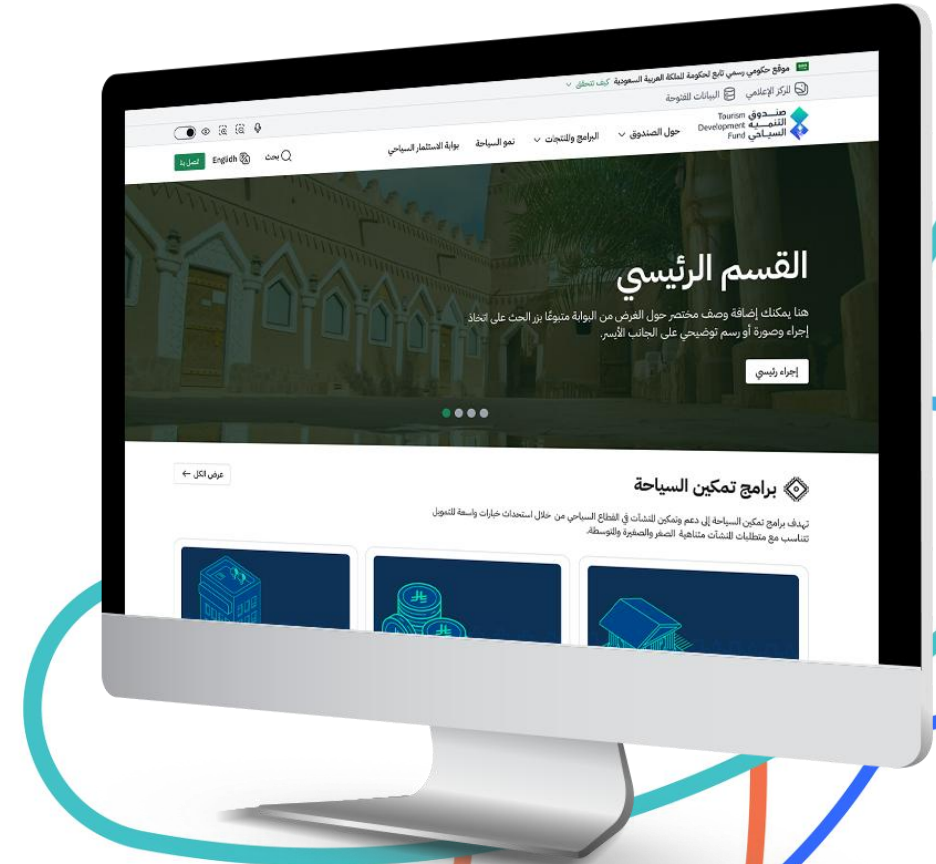 موقع حكومي رسمي تابع لحكومة المملكة العربية السعودية كيف تتحقق
المركز الإعلامي البيانات المفتوحة
صنــدوق Tourism
التنميــة Development
السيـاحي Fund
حول الصندوق البرامج والمنتجات نمو السياحة بوابة الاستثمار السياحي
بحث Englidh اتصل بنا
القسم الرئيسي
هنا يمكنك إضافة وصف مختصر حول الغرض من البوابة متبوعًا بزر الحث على اتخاذ
إجراء وصورة أو رسم توضيحي على الجانب الأيسر.
إجراء رئيسي
برامج تمكين السياحة
عرض الكل
تهدف برامج تمكين السياحة إلى دعم وتمكين المنشآت في القطاع السياحي من خلال استحداث خيارات واسعة للتمويل
تتناسب مع متطلبات المنشآت متناهية الصغر والصغيرة والمتوسطة.